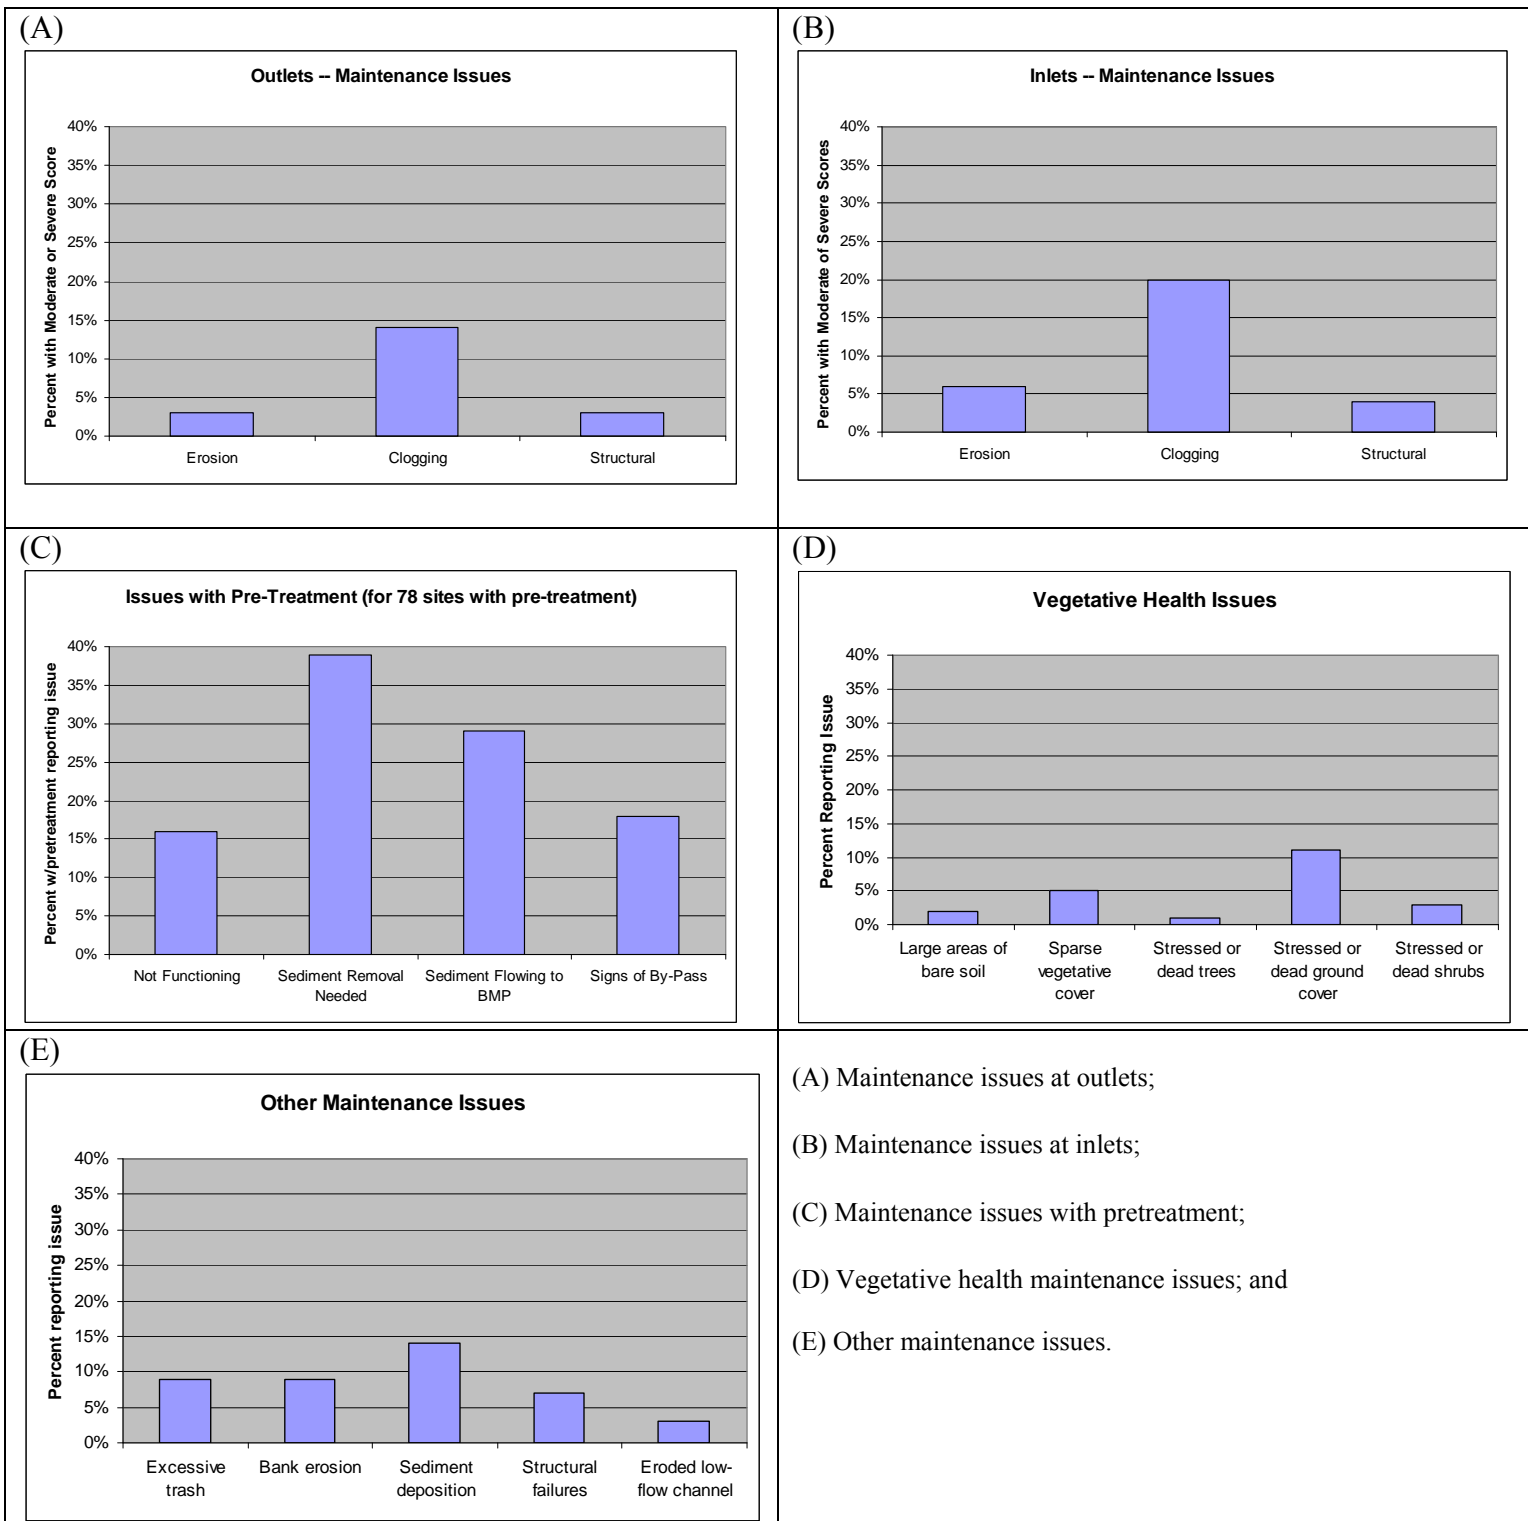 (A)
Outlets -- Maintenance Issues
Percent with Moderate or Severe Score
40%
35%
30%
25%
20%
15%
10%
5%
0%
Erosion
Clogging
Structural
(B)
Inlets -- Maintenance Issues
Percent with Moderate of Severe Scores
40%
35%
30%
25%
20%
15%
10%
5%
0%
Erosion
Clogging
Structural
(C)
Issues with Pre-Treatment (for 78 sites with pre-treatment)
Percent w/pretreatment reporting issue
40%
35%
30%
25%
20%
15%
10%
5%
0%
Not Functioning
Sediment Removal
Needed
Sediment Flowing to
BMP
Signs of By-Pass
(D)
Vegetative Health Issues
Percent Reporting Issue
40%
35%
30%
25%
20%
15%
10%
5%
0%
Large areas of
bare soil
Sparse
vegetative
cover
Stressed or
dead trees
Stressed or
dead ground
cover
Stressed or
dead shrubs
(E)
Other Maintenance Issues
Percent reporting issue
40%
35%
30%
25%
20%
15%
10%
5%
0%
Excessive
trash
Bank erosion
Sediment
deposition
Structural
failures
Eroded low-
flow channel
(A) Maintenance issues at outlets;
(B) Maintenance issues at inlets;
(C) Maintenance issues with pretreatment;
(D) Vegetative health maintenance issues; and
(E) Other maintenance issues.